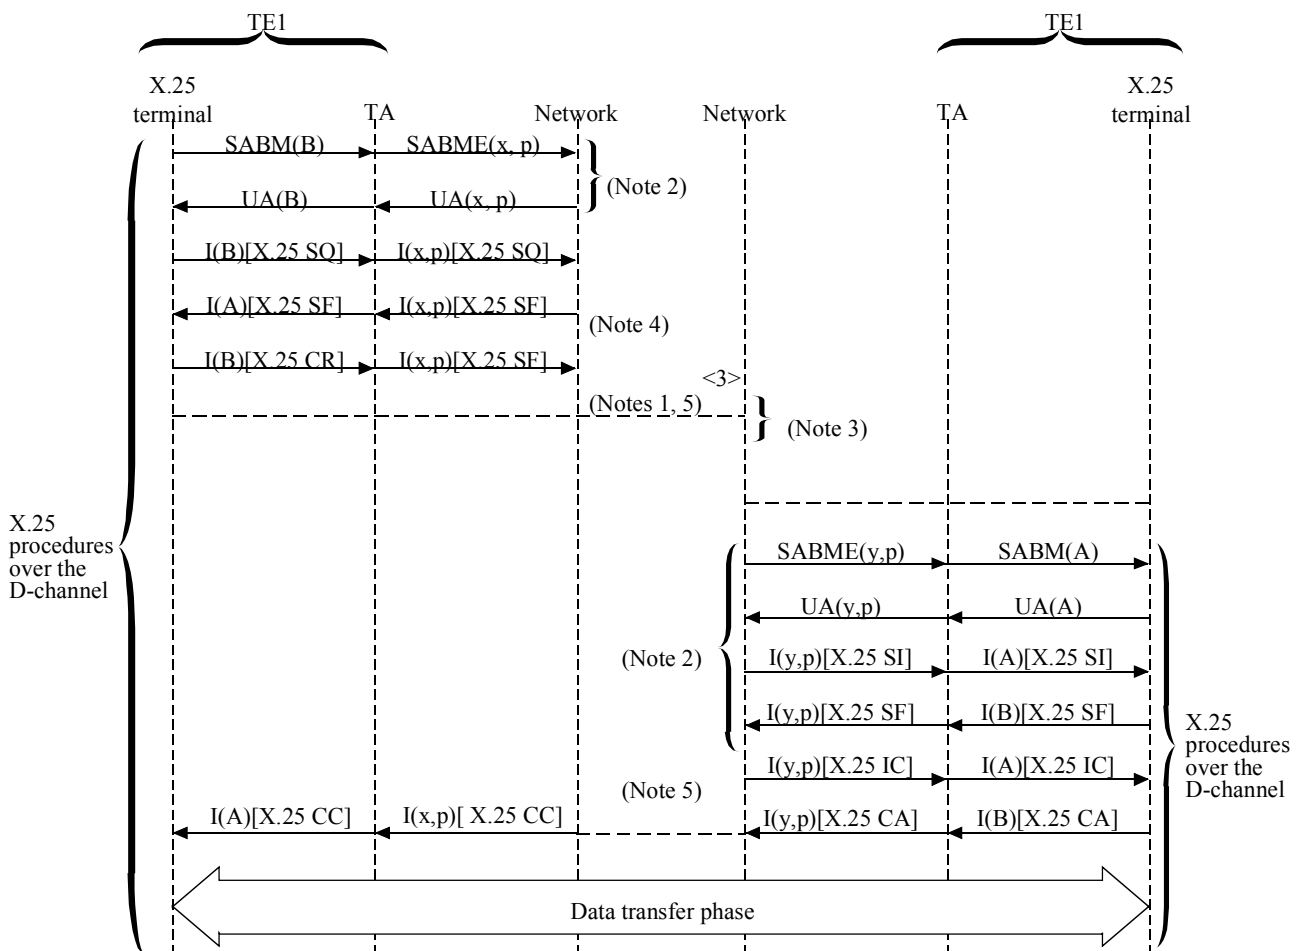 TE1 TE1
X.25 X.25
terminal TA Network Network TA terminal
SABM(B) SABME(x, p)
(Note 2)
UA(B) UA(x, p)
I(B)[X.25 SQ] I(x,p)[X.25 SQ]
I(A)[X.25 SF] I(x,p)[X.25 SF]
(Note 4)
I(B)[X.25 CR] I(x,p)[X.25 SF]
<3>
(Notes 1, 5)
(Note 3)
X.25
procedures
over the
D-channel
SABME(y,p) SABM(A)
UA(y,p) UA(A)
(Note 2)
I(y,p)[X.25 SI] I(A)[X.25 SI]
I(y,p)[X.25 SF] I(B)[X.25 SF]
X.25
procedures
over the
D-channel
I(y,p)[X.25 IC] I(A)[X.25 IC]
(Note 5)
I(A)[X.25 CC] I(x,p)[ X.25 CC] I(y,p)[X.25 CA] I(B)[X.25 CA]
Data transfer phase